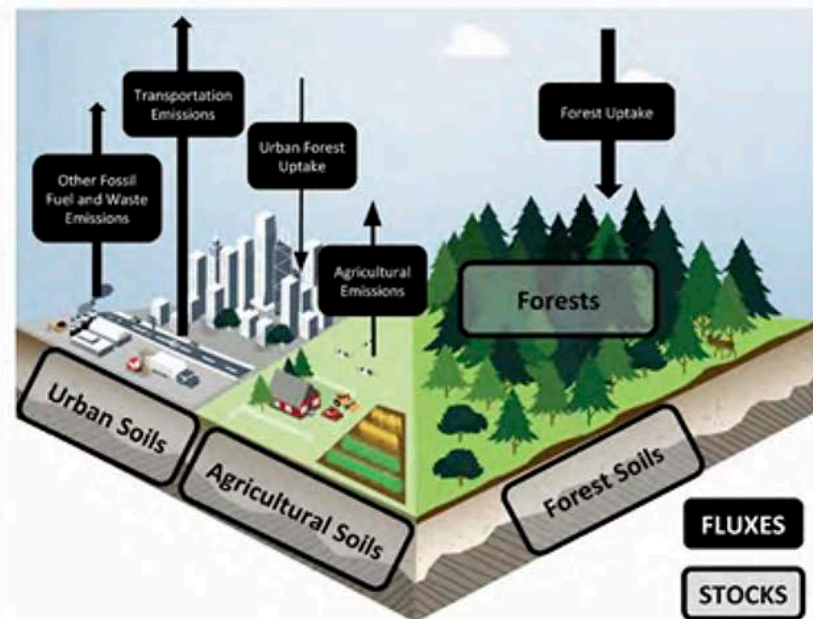 Transportation
Emissions
Other Fossil
Fuel and Waste
Emissions
Urban Forest
Uptake
Agricultural
Emissions
Forest Uptake
Forests
Urban Soils
Agricultural Soils
Forest Soils
FLUXES
STOCKS